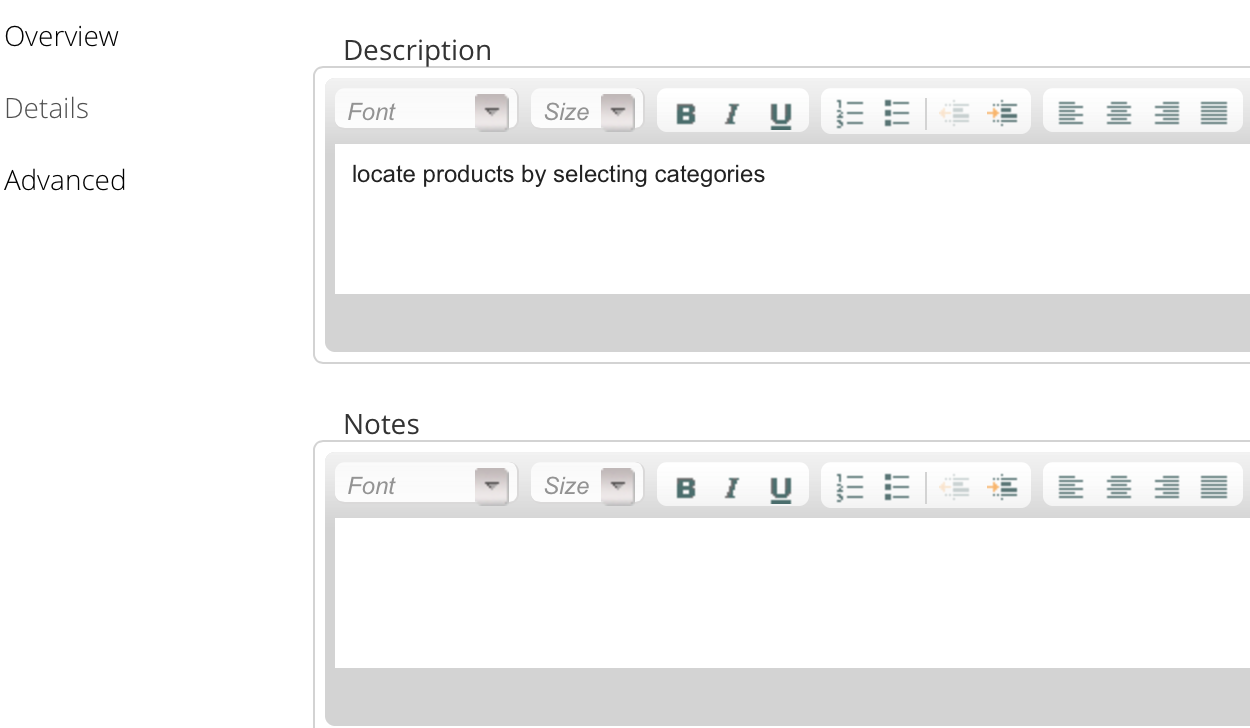 Overview
Details
Advanced
Description
Font Size B I U
locate products by selecting categories
Notes
Font Size B I U